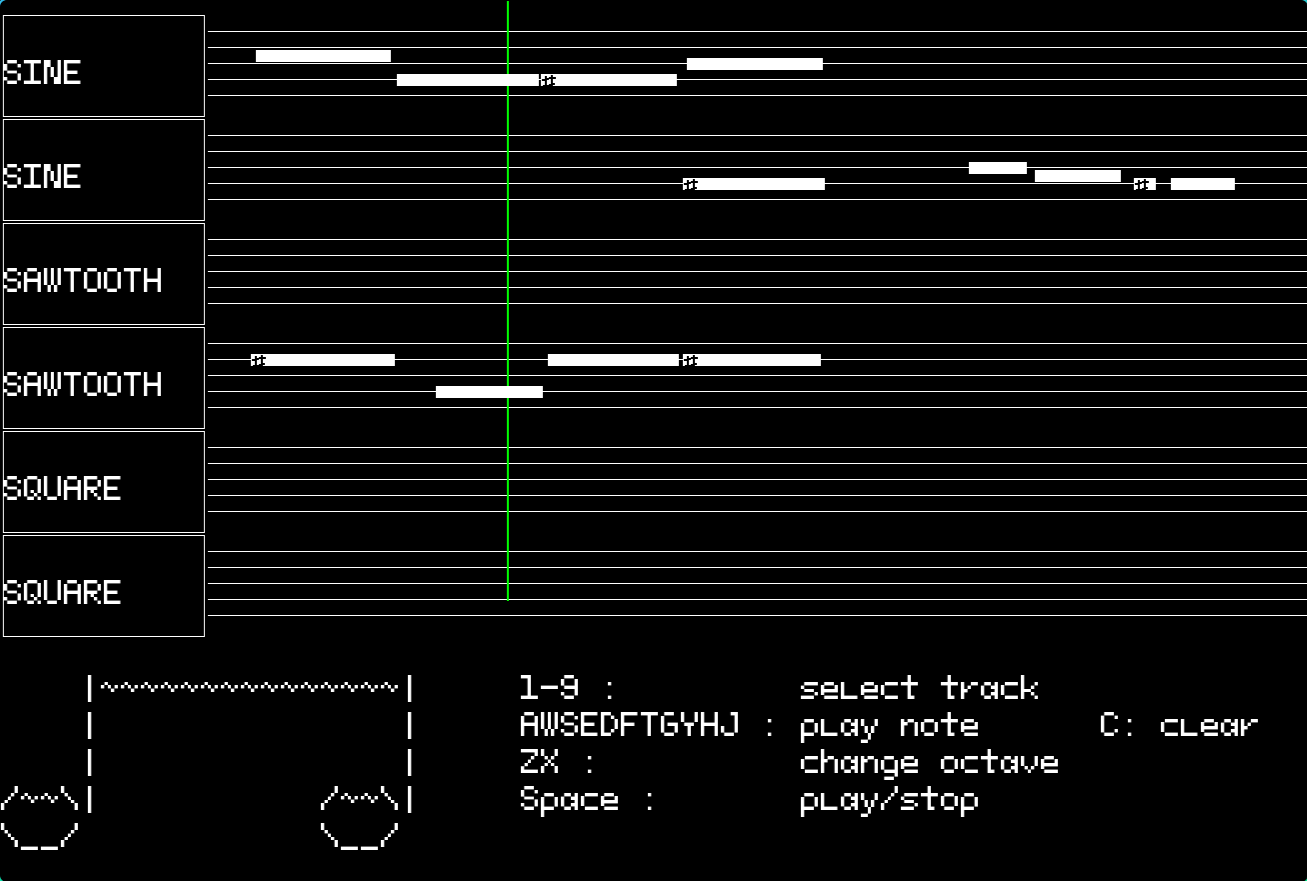 SINE
SINE
SAWTOOTH
SAWTOOTH
SQUARE
SQUARE
1-9 : select track
AWSEDFTGYHJ : play note C: clear
ZX : change octave
Space : play/stop